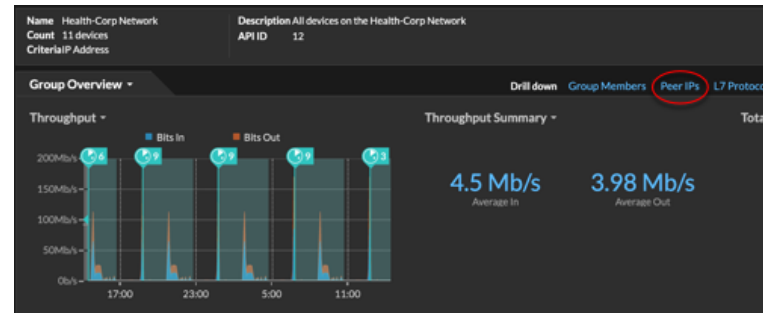 Name Health-Corp Network
Description All devices on the Health-Corp Network
Count 11 devices
API ID 12
CriteriaIP Address
Group Overview
Drill down Group Members Peer IPs L7 Protoco
Throughput
Throughput Summary
Tota
Bits In Bits Out
6 9 9 9 3
200Mb/s
150Mb/s
100Mb/s
50Mb/s
0b/s
17:00 23:00 5:00 11:00
4.5 Mb/s 3.98 Mb/s
Average In Average Out